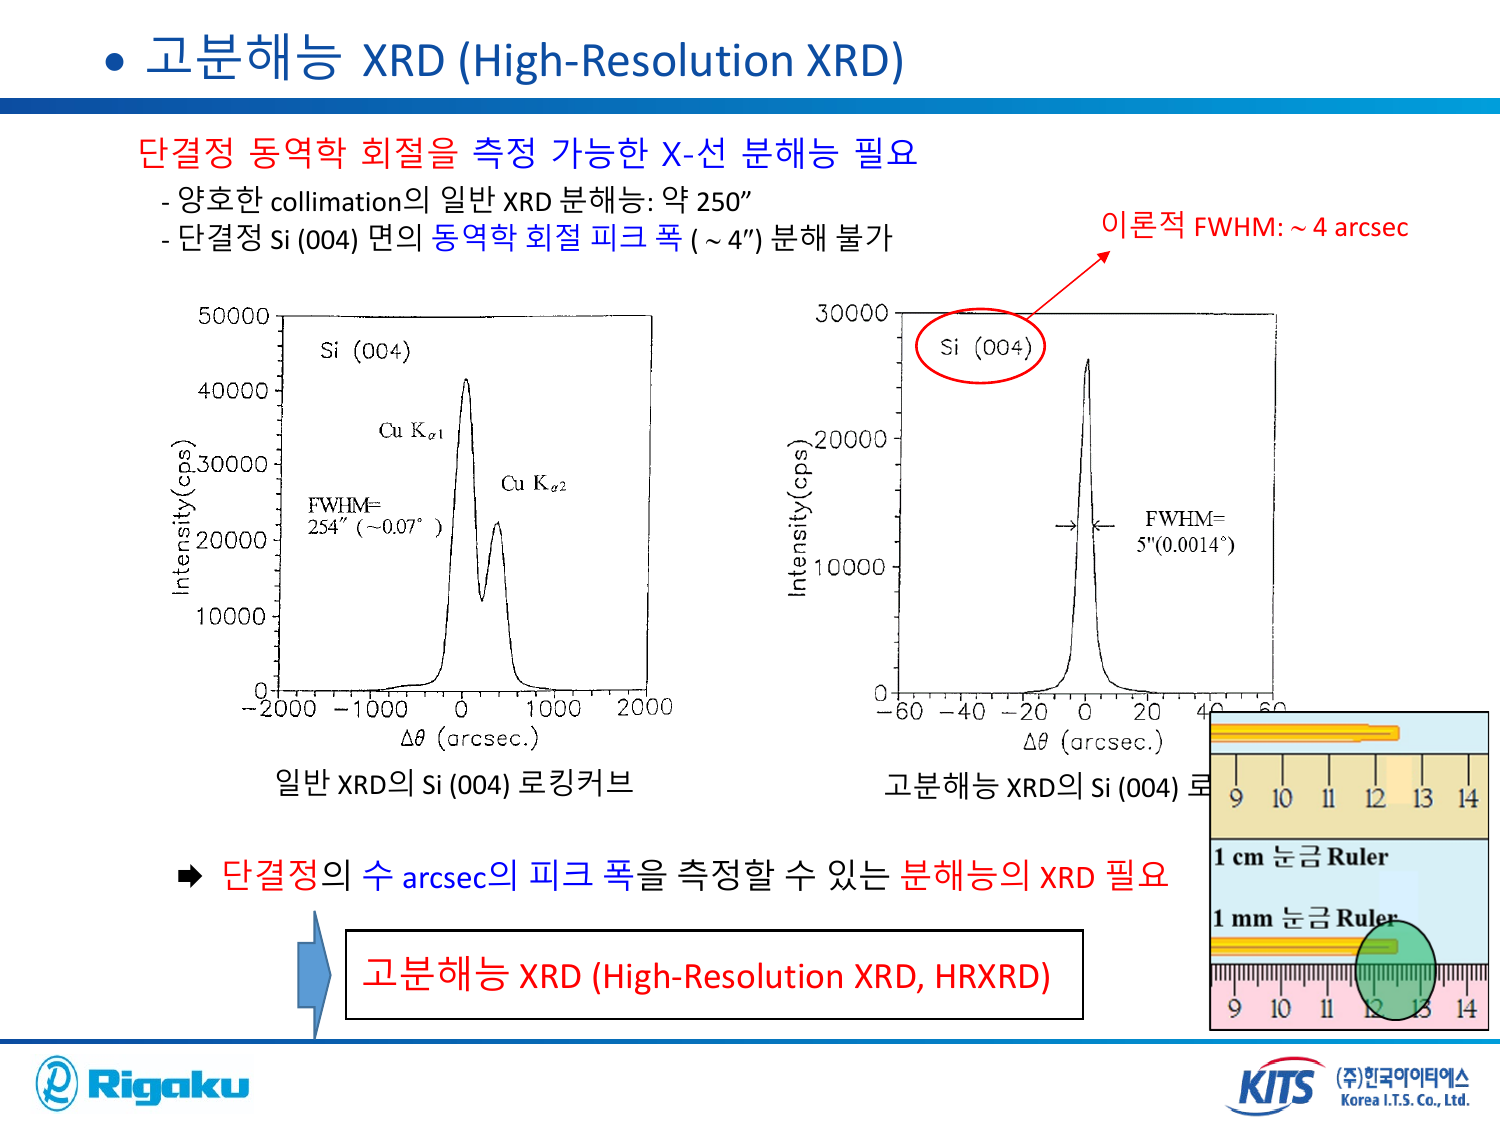 • 고분해능 XRD (High-Resolution XRD)
단결정 동역학 회절을 측정 가능한 X-선 분해능 필요
- 양호한 collimation의 일반 XRD 분해능: 약 250”
- 단결정 Si (004) 면의 동역학 회절 피크 폭 ( ~ 4”) 분해 불가
이론적 FWHM: ~ 4 arcsec
50000
40000
30000
20000
10000
0
Intensity(cps)
Si (004)
Cu Kα1
Cu Kα2
FWHM=
254″ (~0.07° )
-2000 -1000 0 1000 2000
Δθ (arcsec.)
일반 XRD의 Si (004) 로킹커브
30000
20000
10000
0
Intensity(cps)
Si (004)
FWHM=
5"(0.0014°)
-60 -40 -20 0 20 40 60
Δθ (arcsec.)
고분해능 XRD의 Si (004) 로
9 10 11 12 13 14
1 cm 눈금 Ruler
1 mm 눈금 Ruler
9 10 11 12 13 14
➡ 단결정의 수 arcsec의 피크 폭을 측정할 수 있는 분해능의 XRD 필요
고분해능 XRD (High-Resolution XRD, HRXRD)
Rigaku
KITS
(주)한국아이티에스
Korea I.T.S. Co., Ltd.